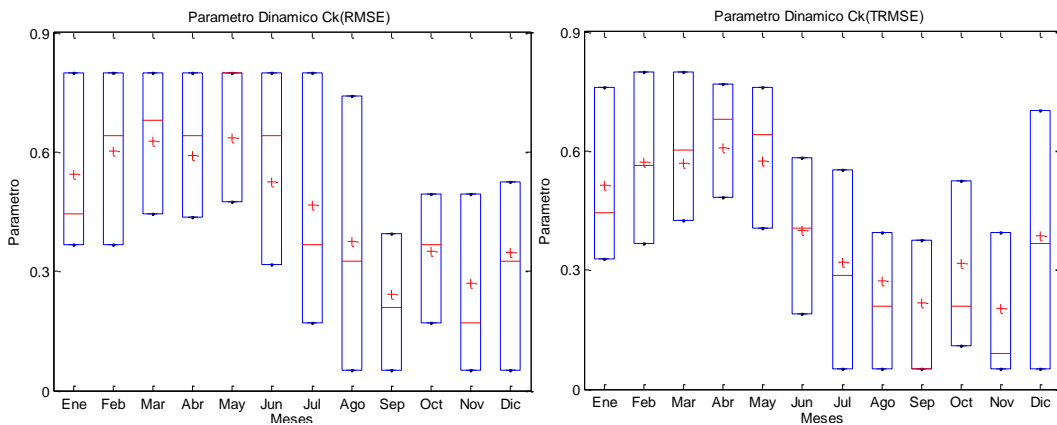 Parametro Dinamico Ck(RMSE)
0.9
0.6
0.3
0
Parametro
Ene Feb Mar Abr May Jun Jul Ago Sep Oct Nov Dic
Meses
Parametro Dinamico Ck(TRMSE)
0.9
0.6
0.3
0
Parametro
Ene Feb Mar Abr May Jun Jul Ago Sep Oct Nov Dic
Meses